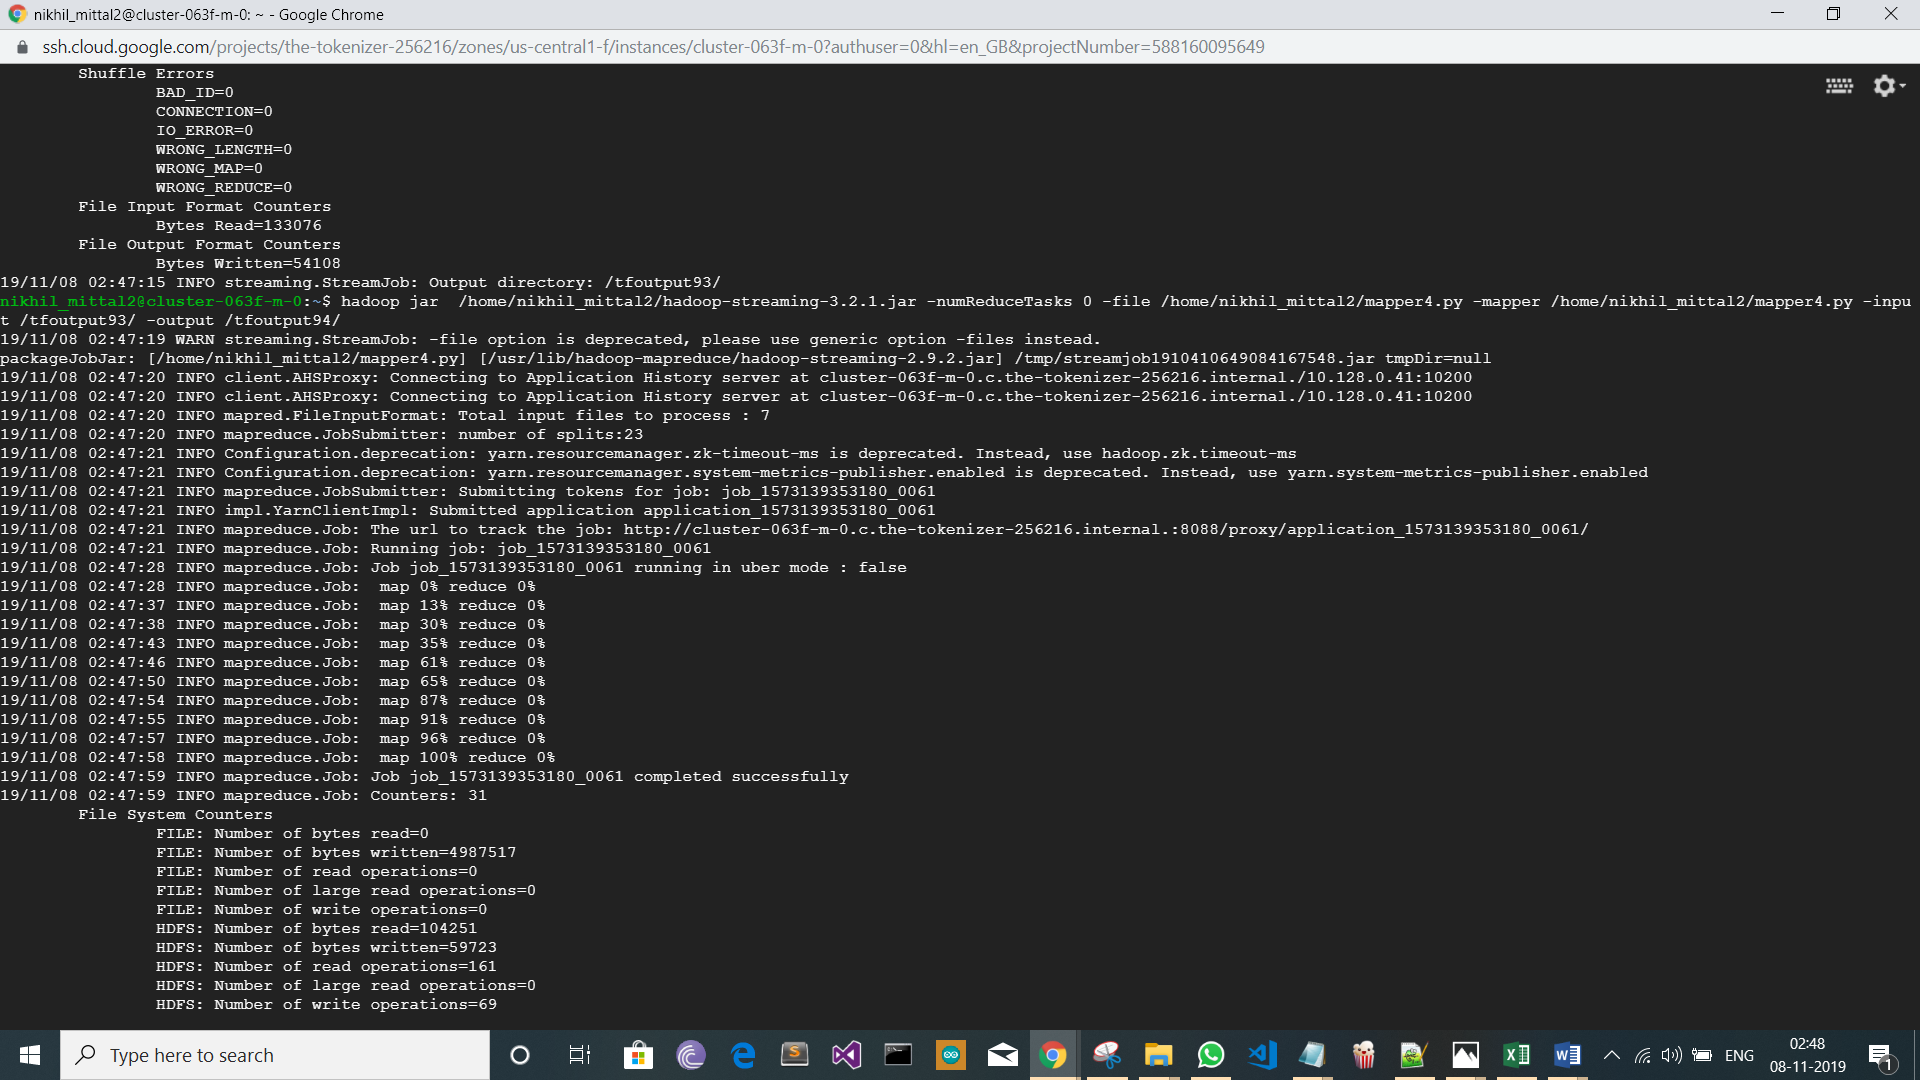 nikhil_mittal2@cluster-063f-m-0: ~ - Google Chrome
ssh.cloud.google.com/projects/the-tokenizer-256216/zones/us-central1-f/instances/cluster-063f-m-0?authuser=0&hl=en_GB&projectNumber=588160095649
Shuffle Errors
BAD_ID=0
CONNECTION=0
IO_ERROR=0
WRONG_LENGTH=0
WRONG_MAP=0
WRONG_REDUCE=0
File Input Format Counters
Bytes Read=133076
File Output Format Counters
Bytes Written=54108
19/11/08 02:47:15 INFO streaming.StreamJob: Output directory: /tfoutput93/
nikhil_mittal2@cluster-063f-m-0:~$ hadoop jar  /home/nikhil_mittal2/hadoop-streaming-3.2.1.jar -numReduceTasks 0 -file /home/nikhil_mittal2/mapper4.py -mapper /home/nikhil_mittal2/mapper4.py -inpu
t /tfoutput93/ -output /tfoutput94/
19/11/08 02:47:19 WARN streaming.StreamJob: -file option is deprecated, please use generic option -files instead.
packageJobJar: [/home/nikhil_mittal2/mapper4.py] [/usr/lib/hadoop-mapreduce/hadoop-streaming-2.9.2.jar] /tmp/streamjob1910410649084167548.jar tmpDir=null
19/11/08 02:47:20 INFO client.AHSProxy: Connecting to Application History server at cluster-063f-m-0.c.the-tokenizer-256216.internal./10.128.0.41:10200
19/11/08 02:47:20 INFO client.AHSProxy: Connecting to Application History server at cluster-063f-m-0.c.the-tokenizer-256216.internal./10.128.0.41:10200
19/11/08 02:47:20 INFO mapred.FileInputFormat: Total input files to process : 7
19/11/08 02:47:20 INFO mapreduce.JobSubmitter: number of splits:23
19/11/08 02:47:21 INFO Configuration.deprecation: yarn.resourcemanager.zk-timeout-ms is deprecated. Instead, use hadoop.zk.timeout-ms
19/11/08 02:47:21 INFO Configuration.deprecation: yarn.resourcemanager.system-metrics-publisher.enabled is deprecated. Instead, use yarn.system-metrics-publisher.enabled
19/11/08 02:47:21 INFO mapreduce.JobSubmitter: Submitting tokens for job: job_1573139353180_0061
19/11/08 02:47:21 INFO impl.YarnClientImpl: Submitted application application_1573139353180_0061
19/11/08 02:47:21 INFO mapreduce.Job: The url to track the job: http://cluster-063f-m-0.c.the-tokenizer-256216.internal.:8088/proxy/application_1573139353180_0061/
19/11/08 02:47:21 INFO mapreduce.Job: Running job: job_1573139353180_0061
19/11/08 02:47:28 INFO mapreduce.Job: Job job_1573139353180_0061 running in uber mode : false
19/11/08 02:47:28 INFO mapreduce.Job:  map 0% reduce 0%
19/11/08 02:47:37 INFO mapreduce.Job:  map 13% reduce 0%
19/11/08 02:47:38 INFO mapreduce.Job:  map 30% reduce 0%
19/11/08 02:47:43 INFO mapreduce.Job:  map 35% reduce 0%
19/11/08 02:47:46 INFO mapreduce.Job:  map 61% reduce 0%
19/11/08 02:47:50 INFO mapreduce.Job:  map 65% reduce 0%
19/11/08 02:47:54 INFO mapreduce.Job:  map 87% reduce 0%
19/11/08 02:47:55 INFO mapreduce.Job:  map 91% reduce 0%
19/11/08 02:47:57 INFO mapreduce.Job:  map 96% reduce 0%
19/11/08 02:47:58 INFO mapreduce.Job:  map 100% reduce 0%
19/11/08 02:47:59 INFO mapreduce.Job: Job job_1573139353180_0061 completed successfully
19/11/08 02:47:59 INFO mapreduce.Job: Counters: 31
File System Counters
FILE: Number of bytes read=0
FILE: Number of bytes written=4987517
FILE: Number of read operations=0
FILE: Number of large read operations=0
FILE: Number of write operations=0
HDFS: Number of bytes read=104251
HDFS: Number of bytes written=59723
HDFS: Number of read operations=161
HDFS: Number of large read operations=0
HDFS: Number of write operations=69
Type here to search
ENG
02:48
08-11-2019
1